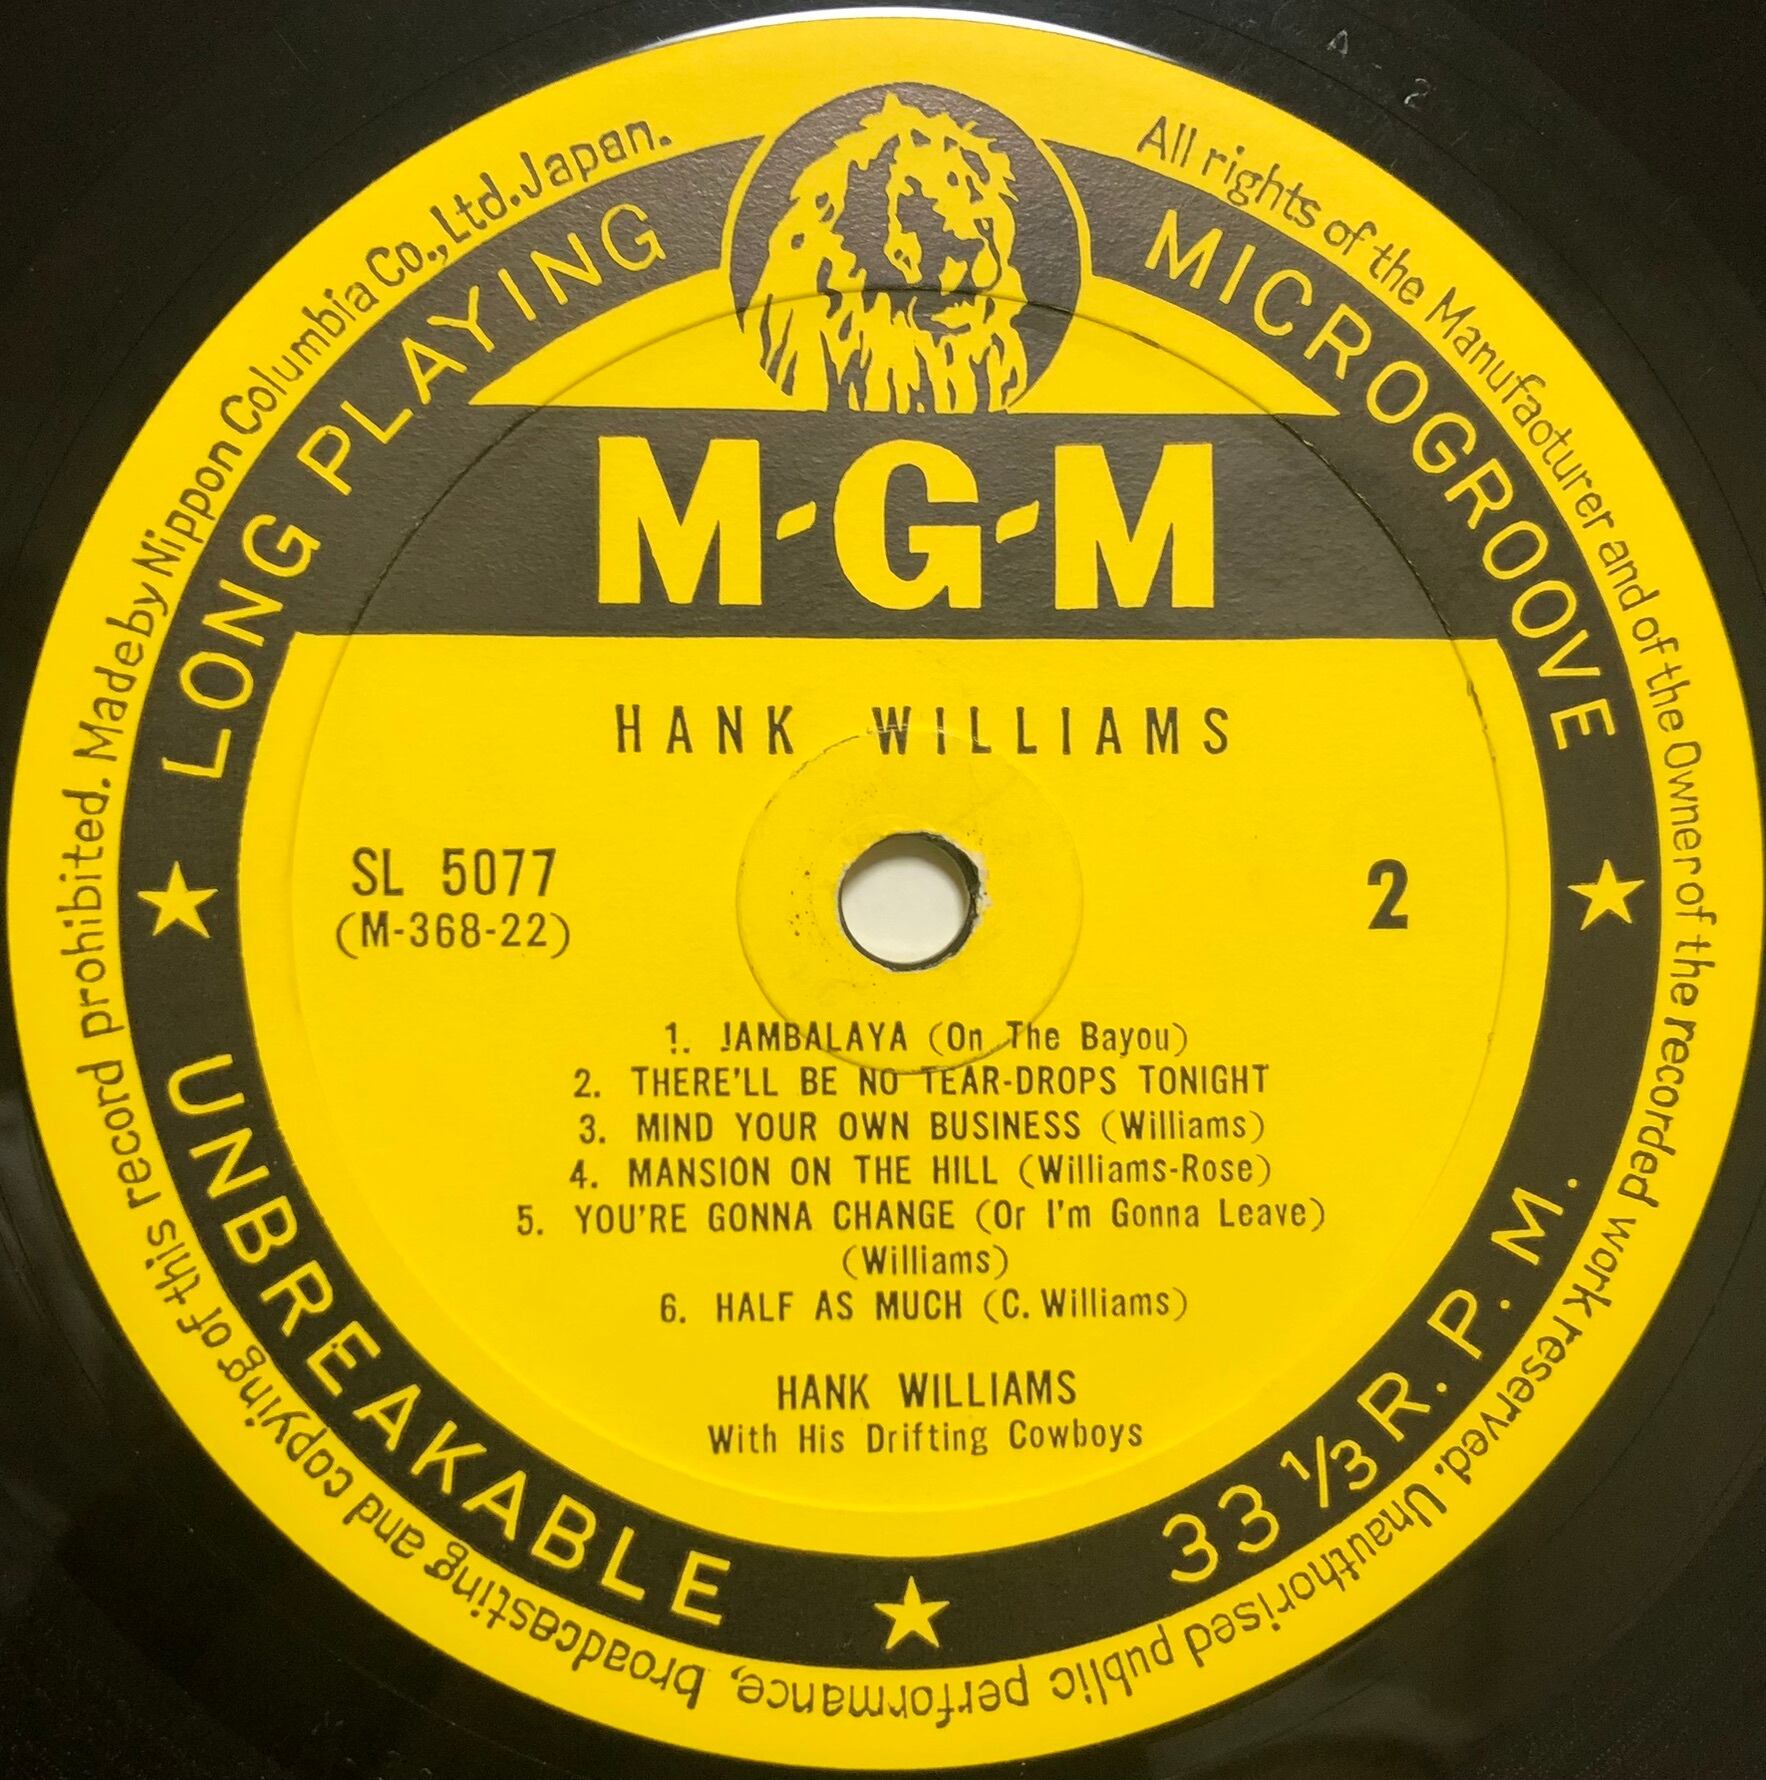 All rights of the Manufaoturer and of the Owner of the recorded work reserved. Unauthorised public performance, broadcasting and copying of this record prohibited. Made by Nippon Columbia Co., Ltd. Japan.
LONG PLAYING
MICROGROOVE
M-G-M
HANK WILLIAMS
SL 5077
(M-368-22)
2
1. JAMBALAYA (On The Bayou)
2. THERE'LL BE NO TEAR-DROPS TONIGHT
3. MIND YOUR OWN BUSINESS (Williams)
4. MANSION ON THE HILL (Williams-Rose)
5. YOU'RE GONNA CHANGE (Or I'm Gonna Leave)
(Williams)
6. HALF AS MUCH (C. Williams)
HANK WILLIAMS
With His Drifting Cowboys
UNBREAKABLE
33 1/3 R. P. M.